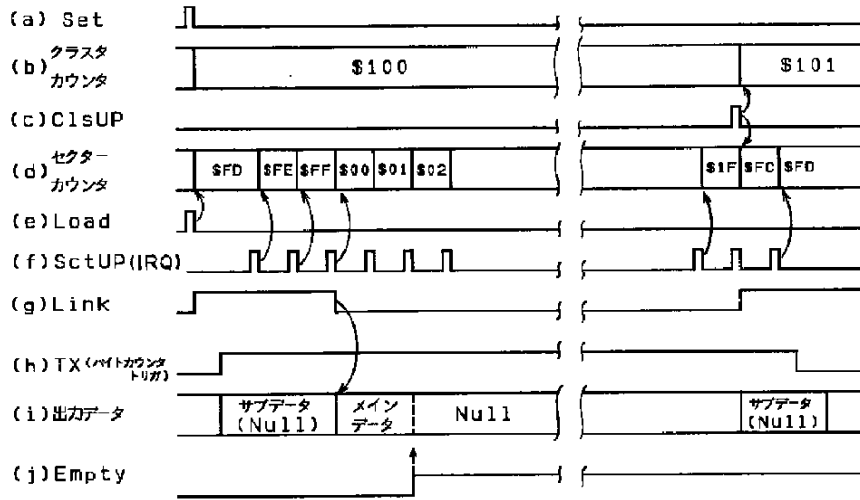 (a) Set
(b) クラスタ カウンタ $100 $101
(c) ClsUP
(d) セクター カウンタ $FD $FE $FF $00 $01 $02 $1F $FC $FD
(e) Load
(f) SctUP(IRQ)
(g) Link
(h) TX (バイトカウンタ トリガ)
(i) 出力データ サブデータ (Null) メイン データ Null サブデータ (Null)
(j) Empty